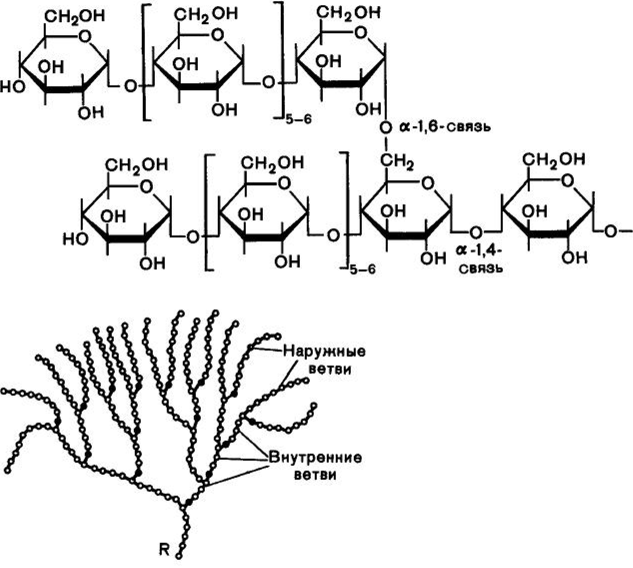 CH₂OH CH₂OH CH₂OH
O O O
OH OH OH
HO O O
OH OH OH
5–6
O α-1,6-связь
CH₂OH CH₂OH CH₂ CH₂OH
O O O O
OH OH OH OH
HO O O O O
OH OH OH OH
5–6
α-1,4-
связь
Наружные
ветви
Внутренние
ветви
R